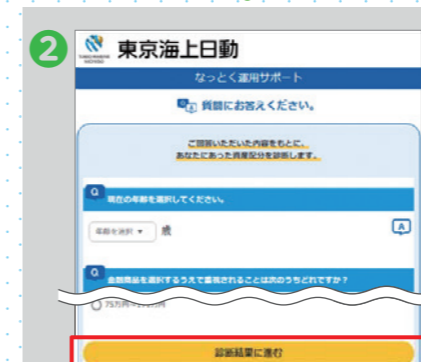 2
東京海上日動
なっとく運用サポート
Q A 質問にお答えください。
ご回答いただいた内容をもとに、
あなたにあった資産配分を診断します。
Q 現在の年齢を選択してください。
年齢を選択 ▼ 歳
A
Q 金融商品を選択するうえで重視されることは次のうちどれですか？
診断結果に進む